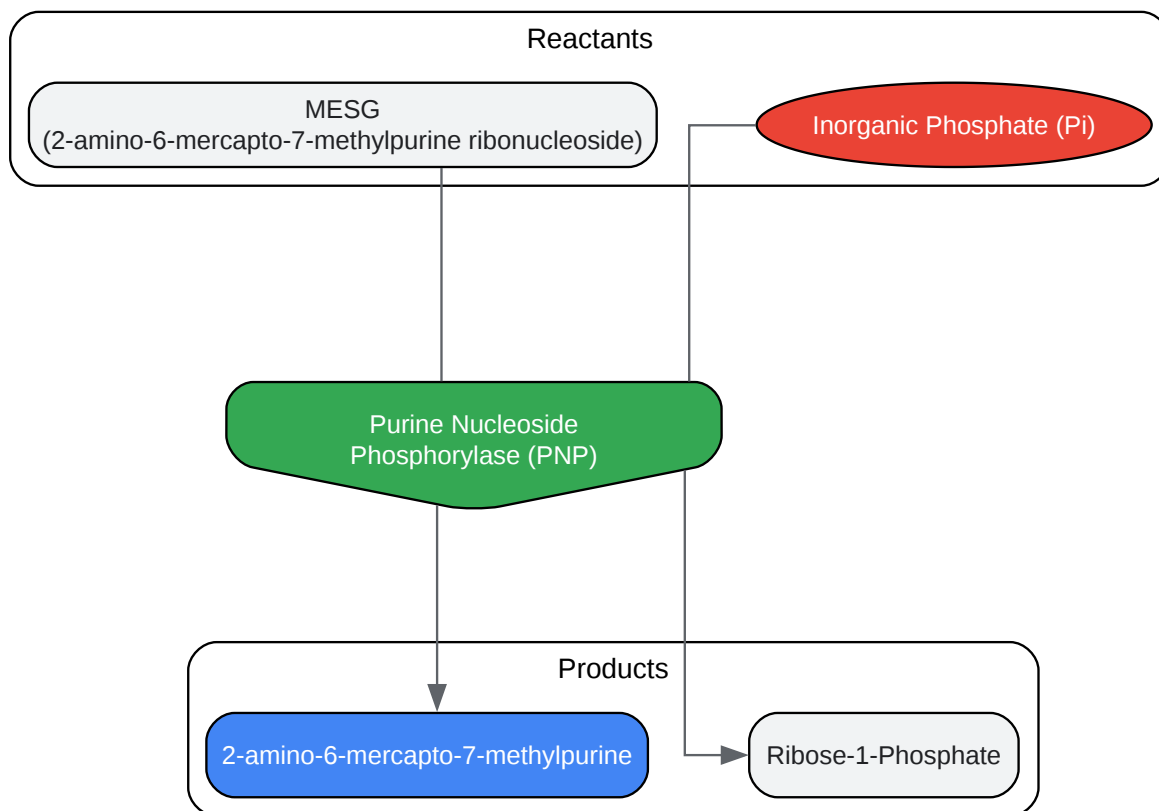 Reactants
MESG
(2-amino-6-mercapto-7-methylpurine ribonucleoside)
Inorganic Phosphate (Pi)
Purine Nucleoside
Phosphorylase (PNP)
Products
2-amino-6-mercapto-7-methylpurine
Ribose-1-Phosphate